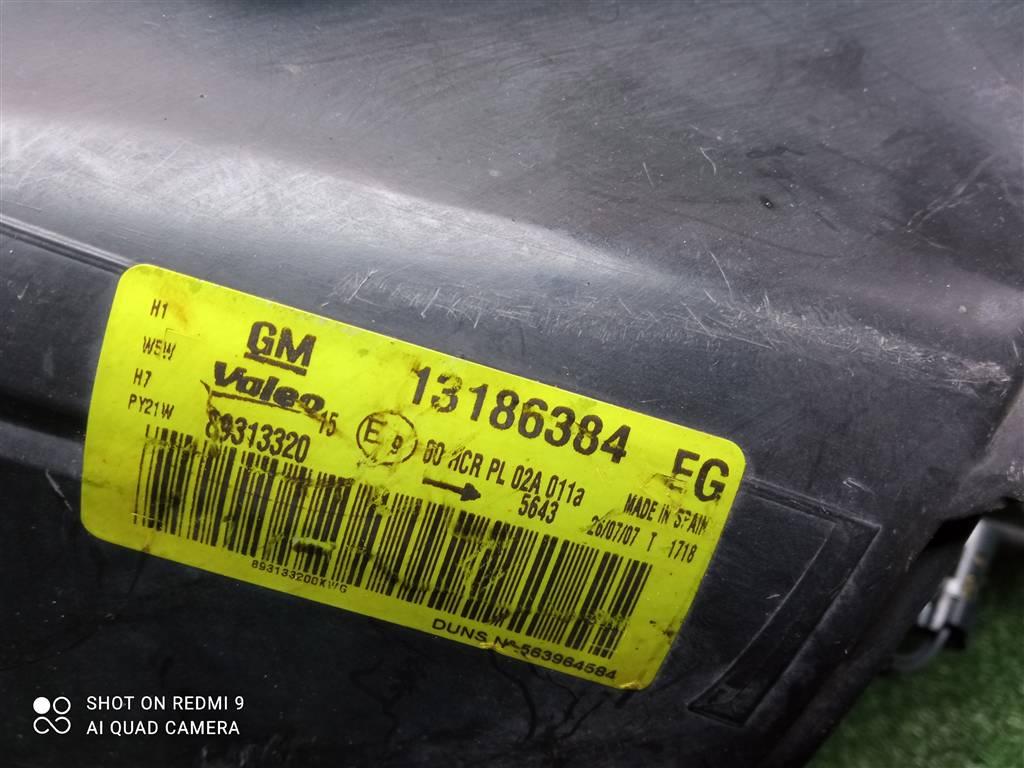 H1
W5W
H7
PY21W
GM
Valeo
15
89313320
13186384
EG
E9
60 HCR PL 02A 011a
5643
MADE IN SPAIN
26/07/07 T 1718
DUNS Nº 563964584
SHOT ON REDMI 9
AI QUAD CAMERA